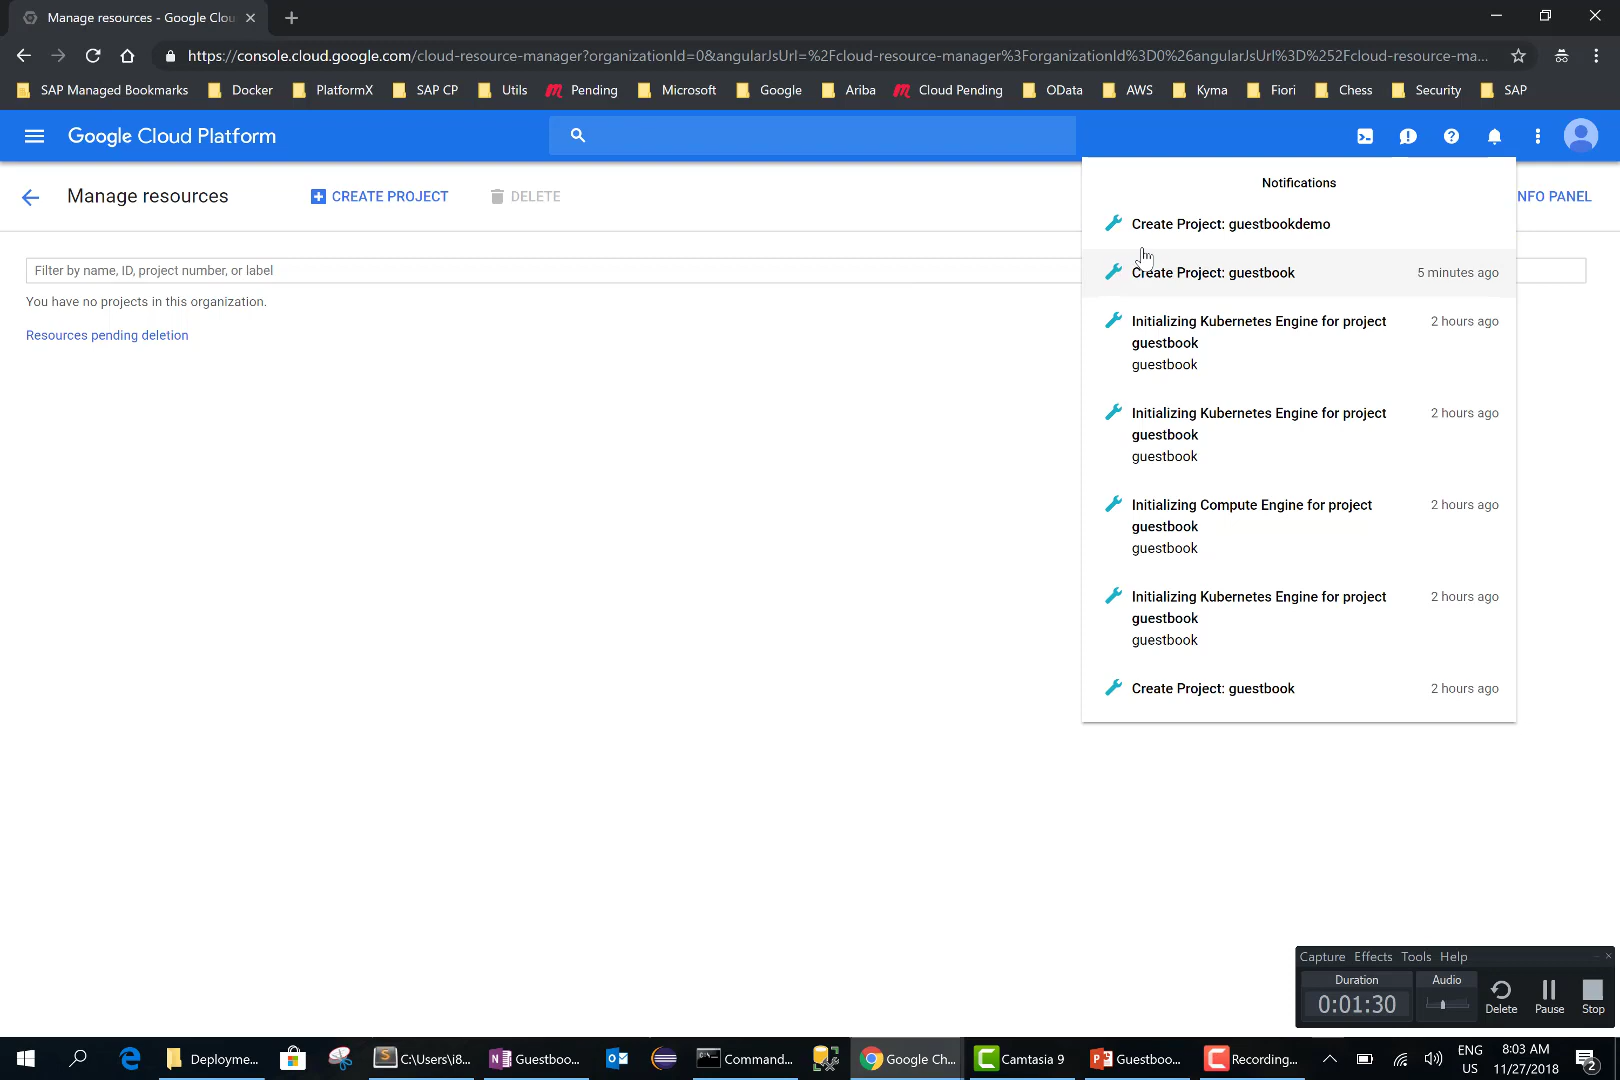 Manage resources - Google Clou
https://console.cloud.google.com/cloud-resource-manager?organizationId=0&angularJsUrl=%2Fcloud-resource-manager%3ForganizationId%3D0%26angularJsUrl%3D%252Fcloud-resource-ma...
SAP Managed Bookmarks Docker PlatformX SAP CP Utils Pending Microsoft Google Ariba Cloud Pending OData AWS Kyma Fiori Chess Security SAP
Google Cloud Platform
Manage resources CREATE PROJECT DELETE NFO PANEL
Notifications
Create Project: guestbookdemo
Create Project: guestbook 5 minutes ago
Initializing Kubernetes Engine for project 2 hours ago
guestbook
guestbook
Initializing Kubernetes Engine for project 2 hours ago
guestbook
guestbook
Initializing Compute Engine for project 2 hours ago
guestbook
guestbook
Initializing Kubernetes Engine for project 2 hours ago
guestbook
guestbook
Create Project: guestbook 2 hours ago
Filter by name, ID, project number, or label
You have no projects in this organization.
Resources pending deletion
Capture Effects Tools Help
Duration Audio
0:01:30
Delete Pause Stop
Deployme... C:\Users\i8... Guestboo... Command... Google Ch... Camtasia 9 Guestboo... Recording...
ENG
US
8:03 AM
11/27/2018
2